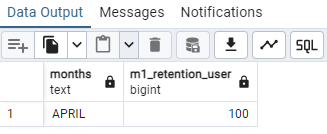 Data Output Messages Notifications
SQL
months m1_retention_user
text bigint
1 APRIL 100